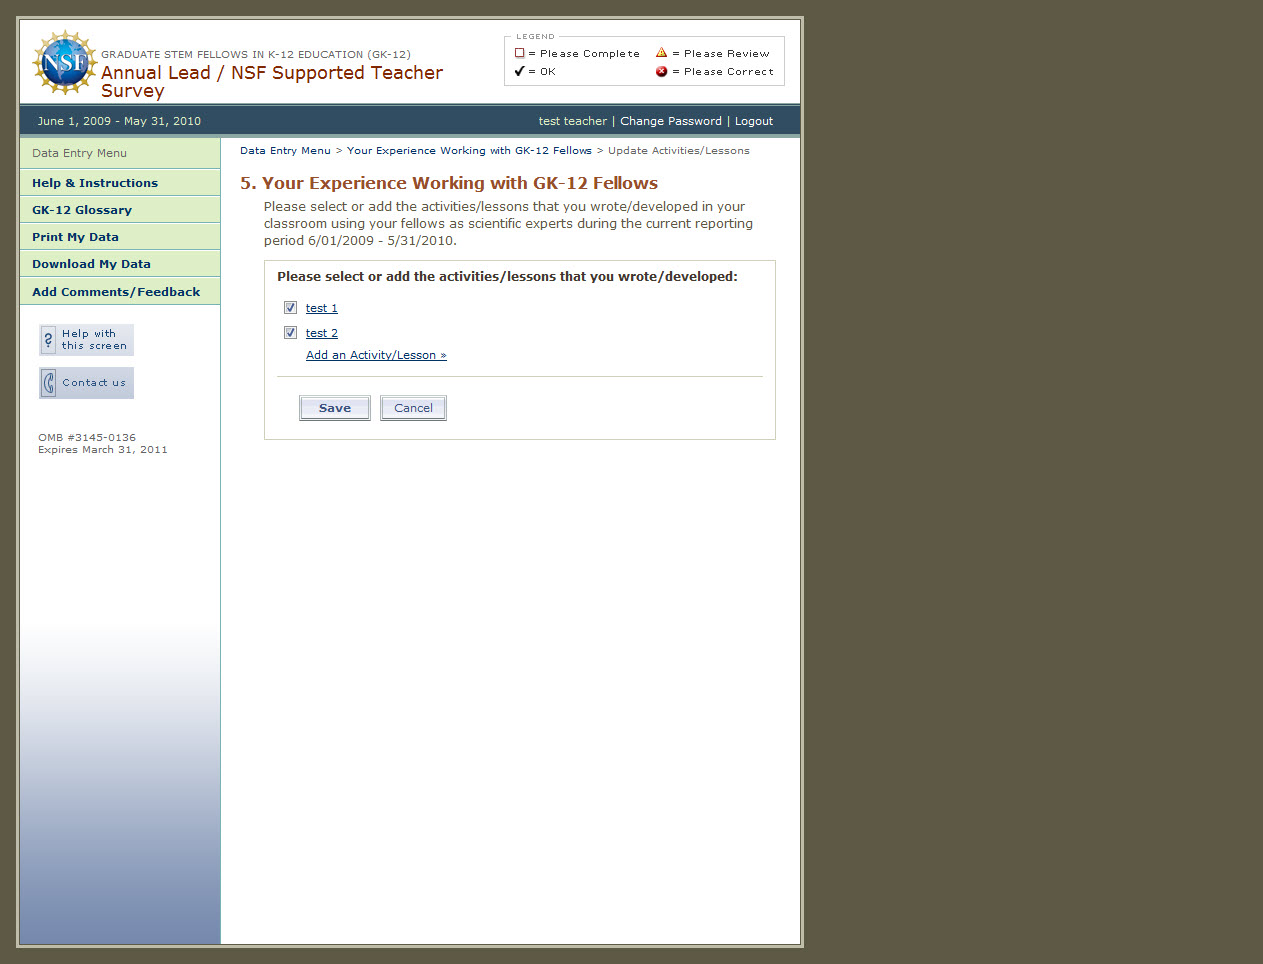 NSF
GRADUATE STEM FELLOWS IN K-12 EDUCATION (GK-12)
Annual Lead / NSF Supported Teacher
Survey
LEGEND
= Please Complete
= Please Review
= OK
= Please Correct
June 1, 2009 - May 31, 2010
test teacher | Change Password | Logout
Data Entry Menu
Help & Instructions
GK-12 Glossary
Print My Data
Download My Data
Add Comments/Feedback
? Help with
this screen
Contact us
OMB #3145-0136
Expires March 31, 2011
Data Entry Menu > Your Experience Working with GK-12 Fellows > Update Activities/Lessons
5. Your Experience Working with GK-12 Fellows
Please select or add the activities/lessons that you wrote/developed in your
classroom using your fellows as scientific experts during the current reporting
period 6/01/2009 - 5/31/2010.
Please select or add the activities/lessons that you wrote/developed:
test 1
test 2
Add an Activity/Lesson »
Save
Cancel